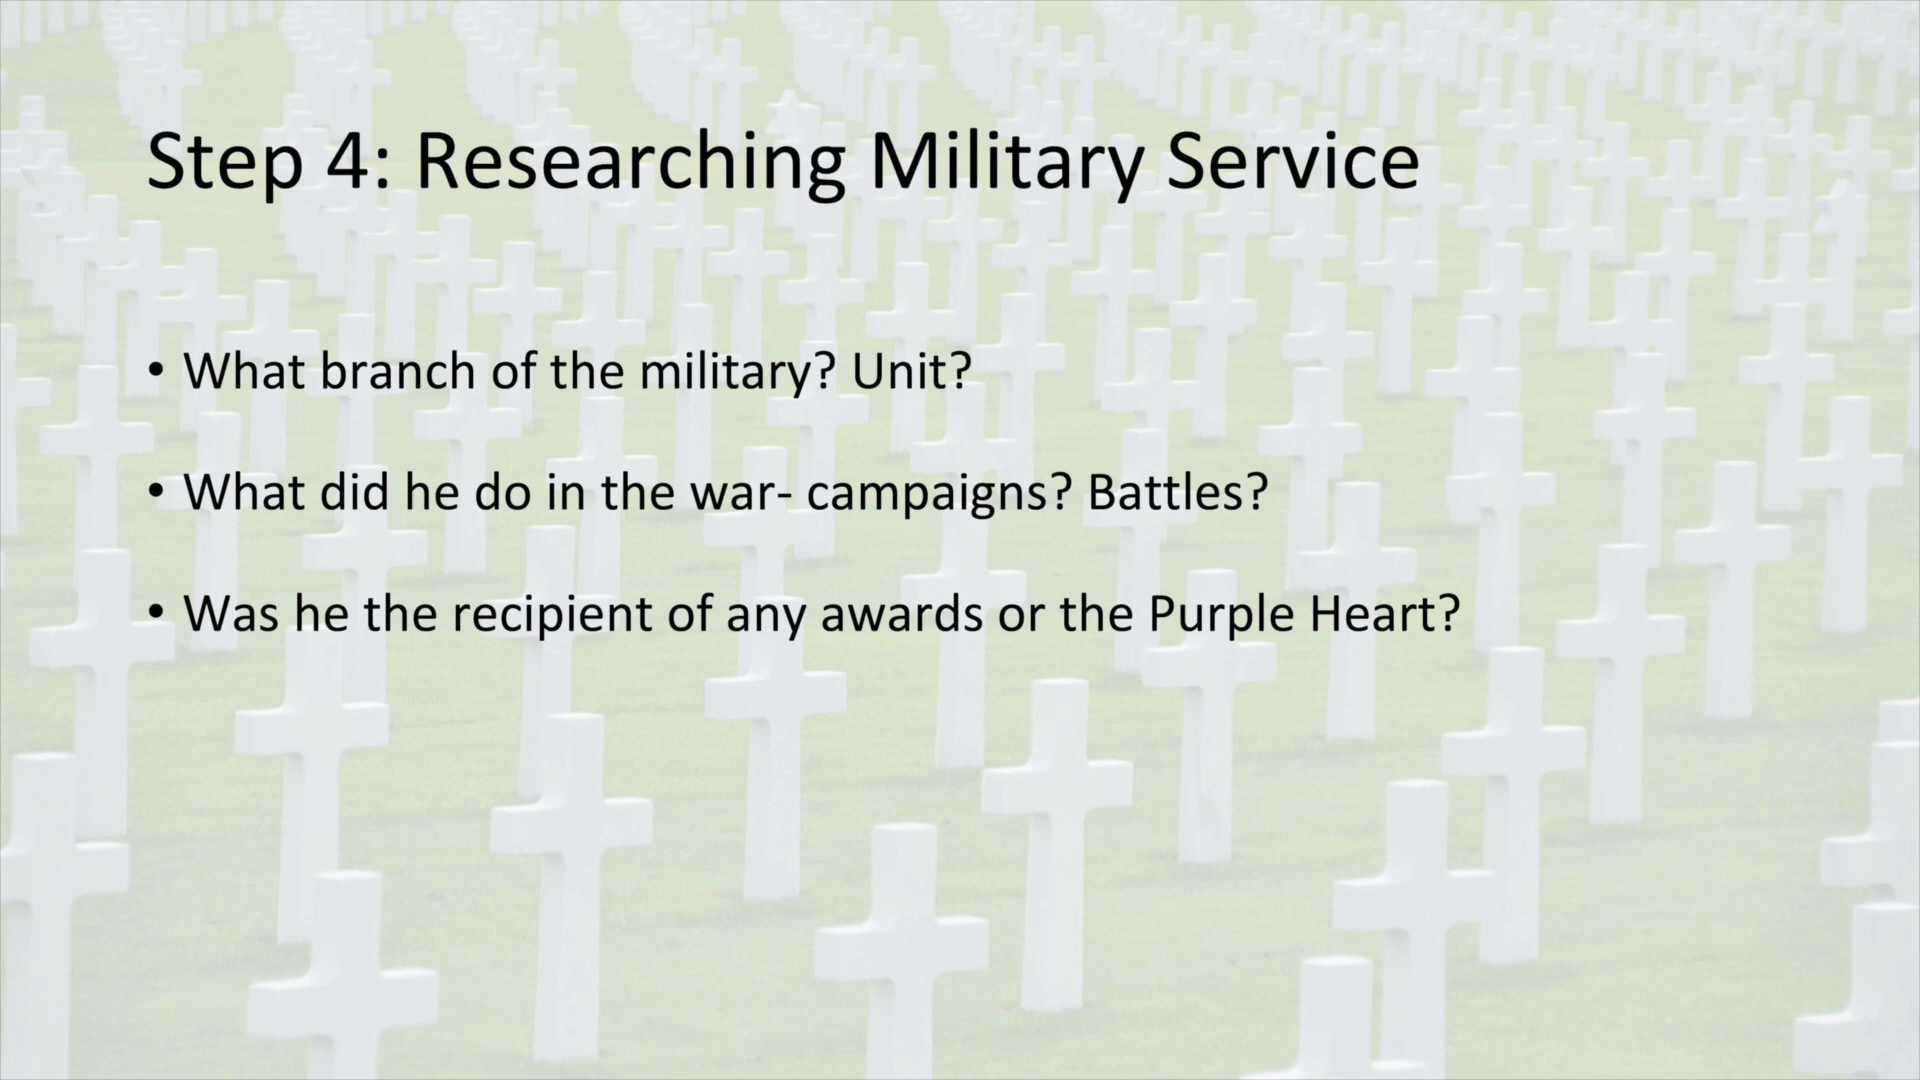 Step 4: Researching Military Service
• What branch of the military? Unit?
• What did he do in the war- campaigns? Battles?
• Was he the recipient of any awards or the Purple Heart?